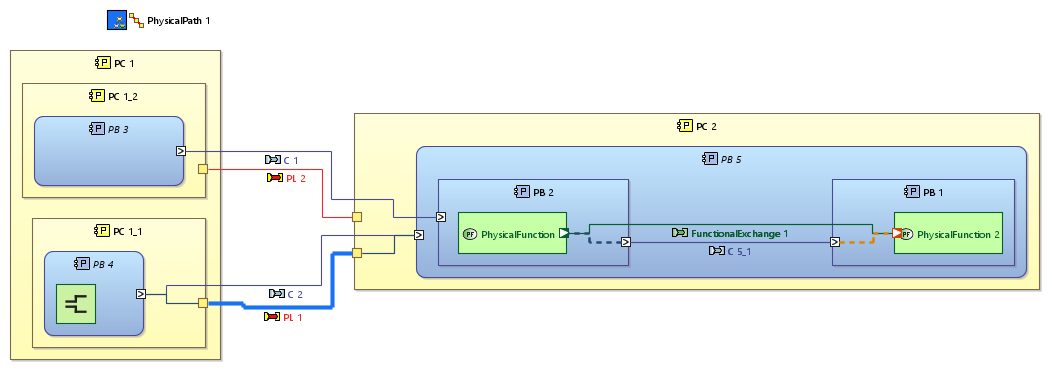 PhysicalPath 1
PC 1
PC 1_2
PB 3
C 1
PL 2
PC 1_1
PB 4
C 2
PL 1
PC 2
PB 5
PB 2
PB 1
PhysicalFunction
FunctionalExchange 1
PhysicalFunction 2
C 5_1